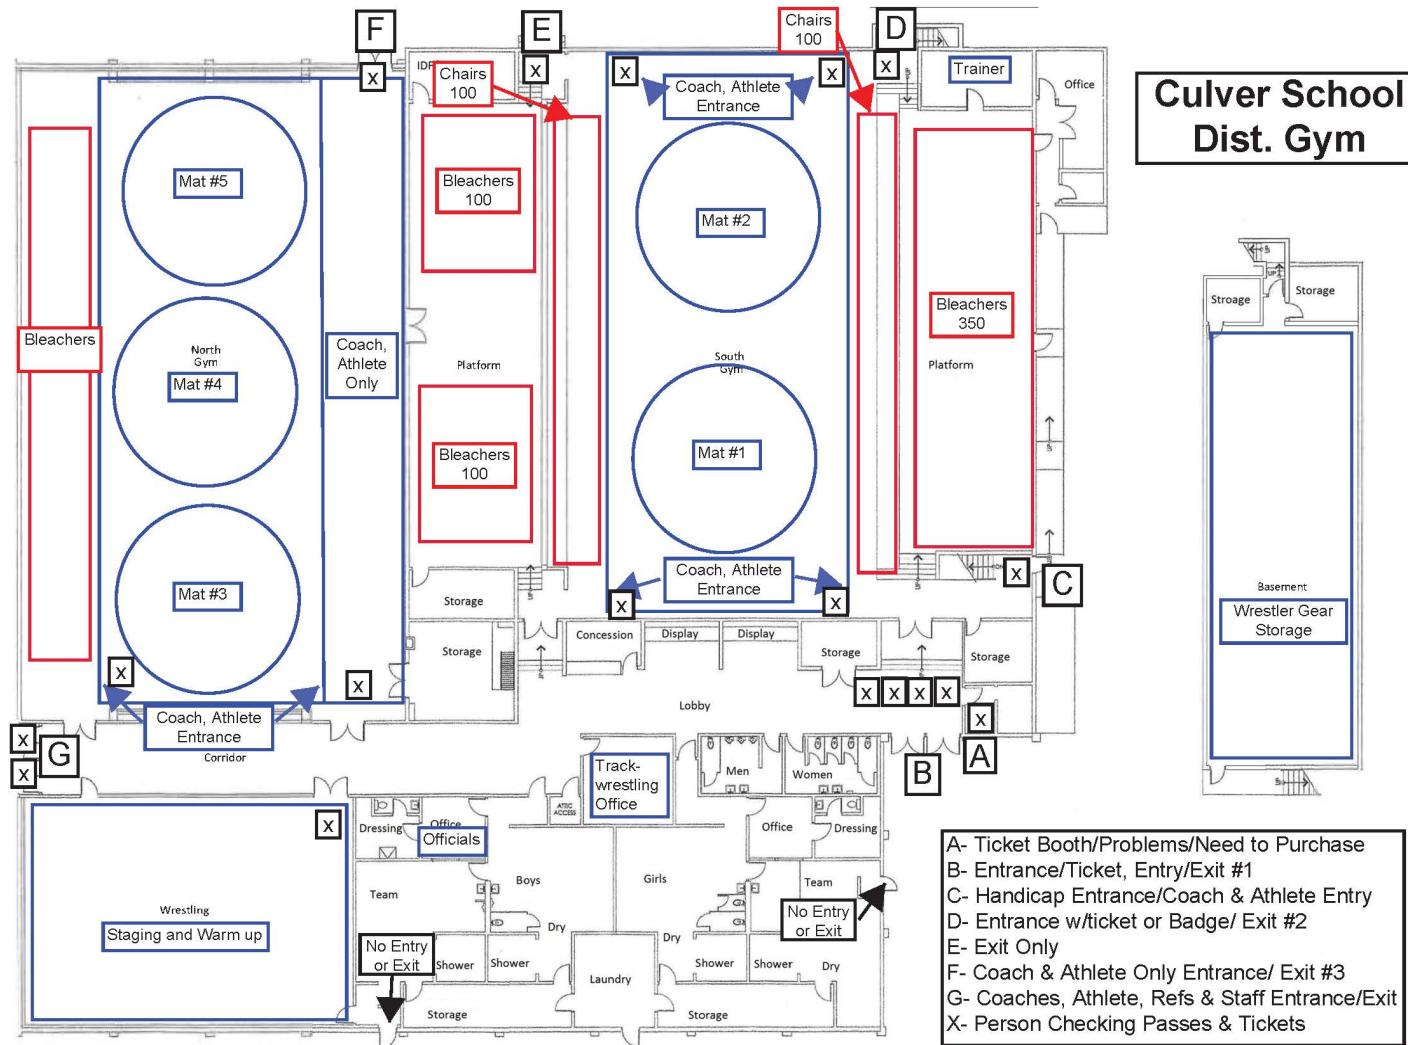 F
E
Chairs
100
D
Culver School
Dist. Gym
x
IDF
x
Chairs
100
x
Coach, Athlete
Entrance
x
x
UP
Trainer
Office
Mat #5
Bleachers
100
Mat #2
Bleachers
350
Stroage
UP
Storage
Bleachers
North
Gym
Mat #4
Coach,
Athlete
Only
Platform
South
Gym
Platform
Bleachers
100
Mat #1
Mat #3
Storage
Coach, Athlete
Entrance
x
x
x
C
Basement
Wrestler Gear
Storage
Storage
Concession
Display
Display
Storage
Storage
x
x
x
x
x
x
x
Lobby
A
B
Coach, Athlete
Entrance
x
x
G
Corridor
Track-
wrestling
Office
Men
Women
x
Dressing
Office
Officials
ATTIC
ACCESS
Office
Dressing
Team
Boys
Girls
Team
No Entry
or Exit
Wrestling
Staging and Warm up
No Entry
or Exit
Dry
Dry
Shower
Shower
Laundry
Shower
Shower
Dry
Storage
Storage
A- Ticket Booth/Problems/Need to Purchase
B- Entrance/Ticket, Entry/Exit #1
C- Handicap Entrance/Coach & Athlete Entry
D- Entrance w/ticket or Badge/ Exit #2
E- Exit Only
F- Coach & Athlete Only Entrance/ Exit #3
G- Coaches, Athlete, Refs & Staff Entrance/Exit
X- Person Checking Passes & Tickets